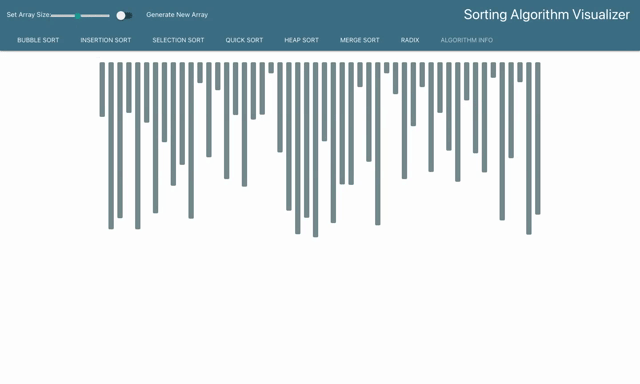 Set Array Size:
Generate New Array
Sorting Algorithm Visualizer
BUBBLE SORT
INSERTION SORT
SELECTION SORT
QUICK SORT
HEAP SORT
MERGE SORT
RADIX
ALGORITHM INFO